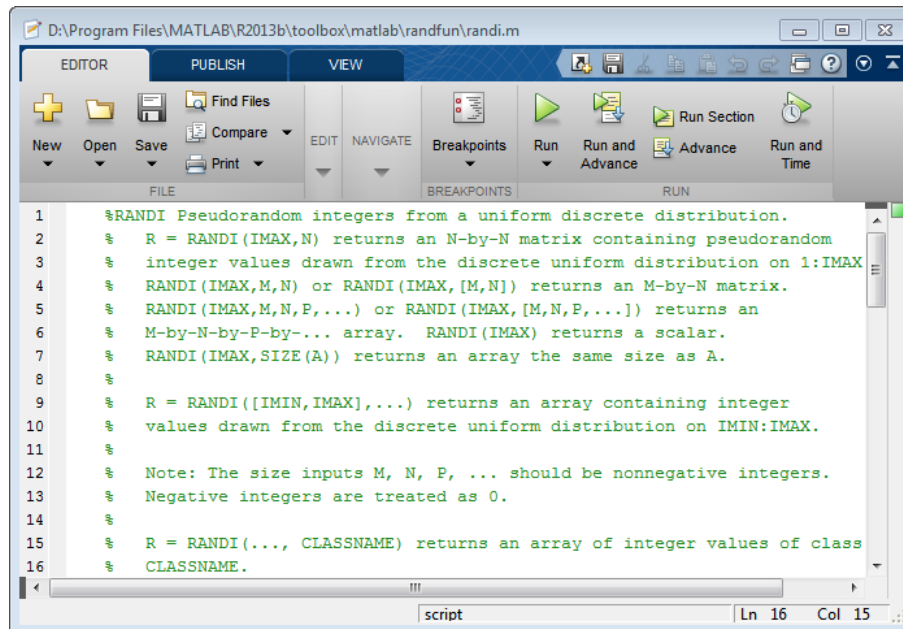 D:\Program Files\MATLAB\R2013b\toolbox\matlab\randfun\randi.m
EDITOR PUBLISH VIEW
New
Open
Save
Find Files
Compare
Print
FILE
EDIT
NAVIGATE
Breakpoints
BREAKPOINTS
Run
Run and
Advance
Run Section
Advance
Run and
Time
RUN
1 %RANDI Pseudorandom integers from a uniform discrete distribution.
2 %   R = RANDI(IMAX,N) returns an N-by-N matrix containing pseudorandom
3 %   integer values drawn from the discrete uniform distribution on 1:IMAX
4 %   RANDI(IMAX,M,N) or RANDI(IMAX,[M,N]) returns an M-by-N matrix.
5 %   RANDI(IMAX,M,N,P,...) or RANDI(IMAX,[M,N,P,...]) returns an
6 %   M-by-N-by-P-by-... array.  RANDI(IMAX) returns a scalar.
7 %   RANDI(IMAX,SIZE(A)) returns an array the same size as A.
8 %
9 %   R = RANDI([IMIN,IMAX],...) returns an array containing integer
10 %   values drawn from the discrete uniform distribution on IMIN:IMAX.
11 %
12 %   Note: The size inputs M, N, P, ... should be nonnegative integers.
13 %   Negative integers are treated as 0.
14 %
15 %   R = RANDI(..., CLASSNAME) returns an array of integer values of class
16 %   CLASSNAME.
script Ln 16 Col 15